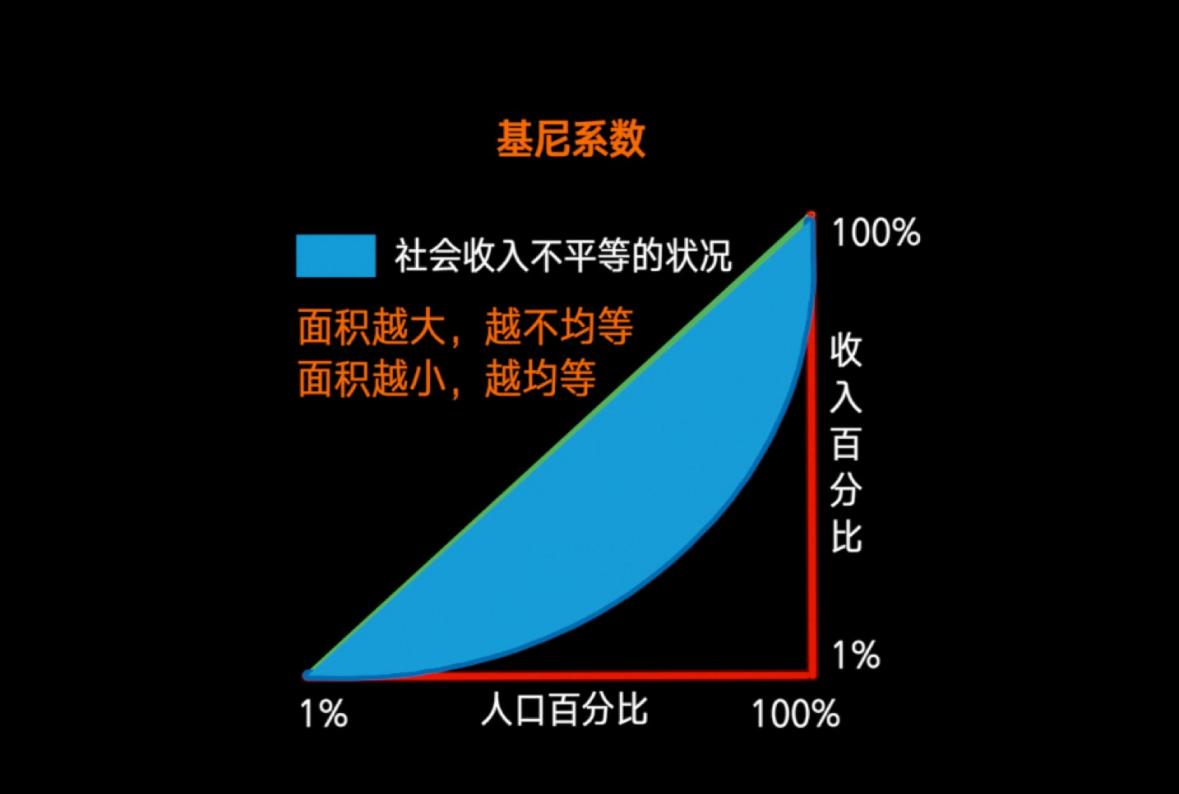 基尼系数
社会收入不平等的状况
面积越大，越不均等
面积越小，越均等
100%
收入百分比
1%
1%
人口百分比
100%